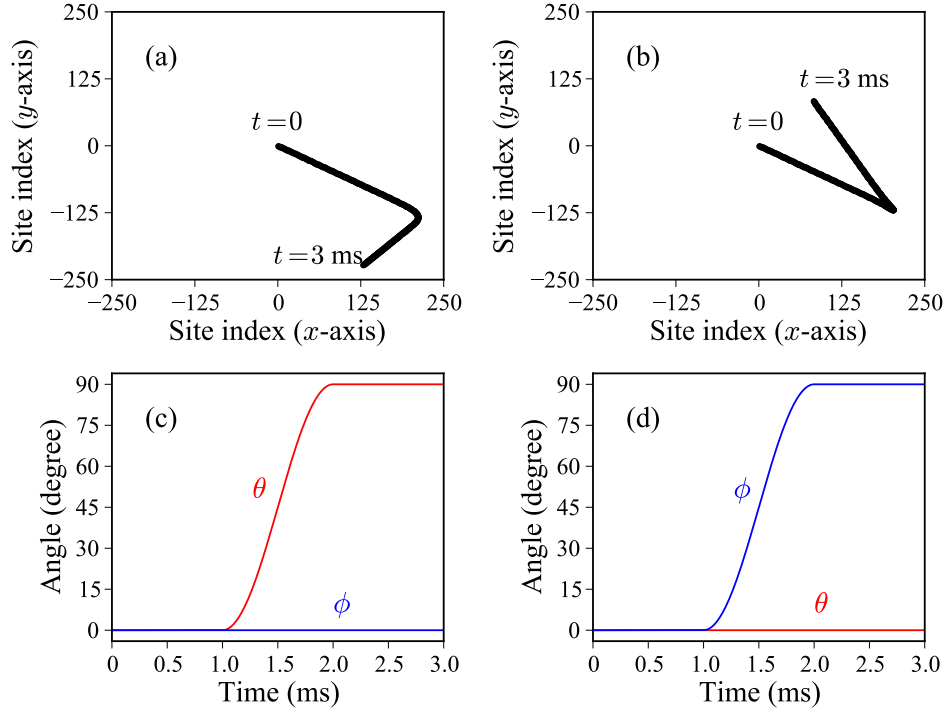 250
125
0
−125
−250
Site index (y-axis)
(a)
t=0
t=3 ms
−250
−125
0
125
250
Site index (x-axis)
250
125
0
−125
−250
Site index (y-axis)
(b)
t=3 ms
t=0
−250
−125
0
125
250
Site index (x-axis)
90
75
60
45
30
15
0
Angle (degree)
(c)
θ
ϕ
0
0.5
1.0
1.5
2.0
2.5
3.0
Time (ms)
90
75
60
45
30
15
0
Angle (degree)
(d)
ϕ
θ
0
0.5
1.0
1.5
2.0
2.5
3.0
Time (ms)